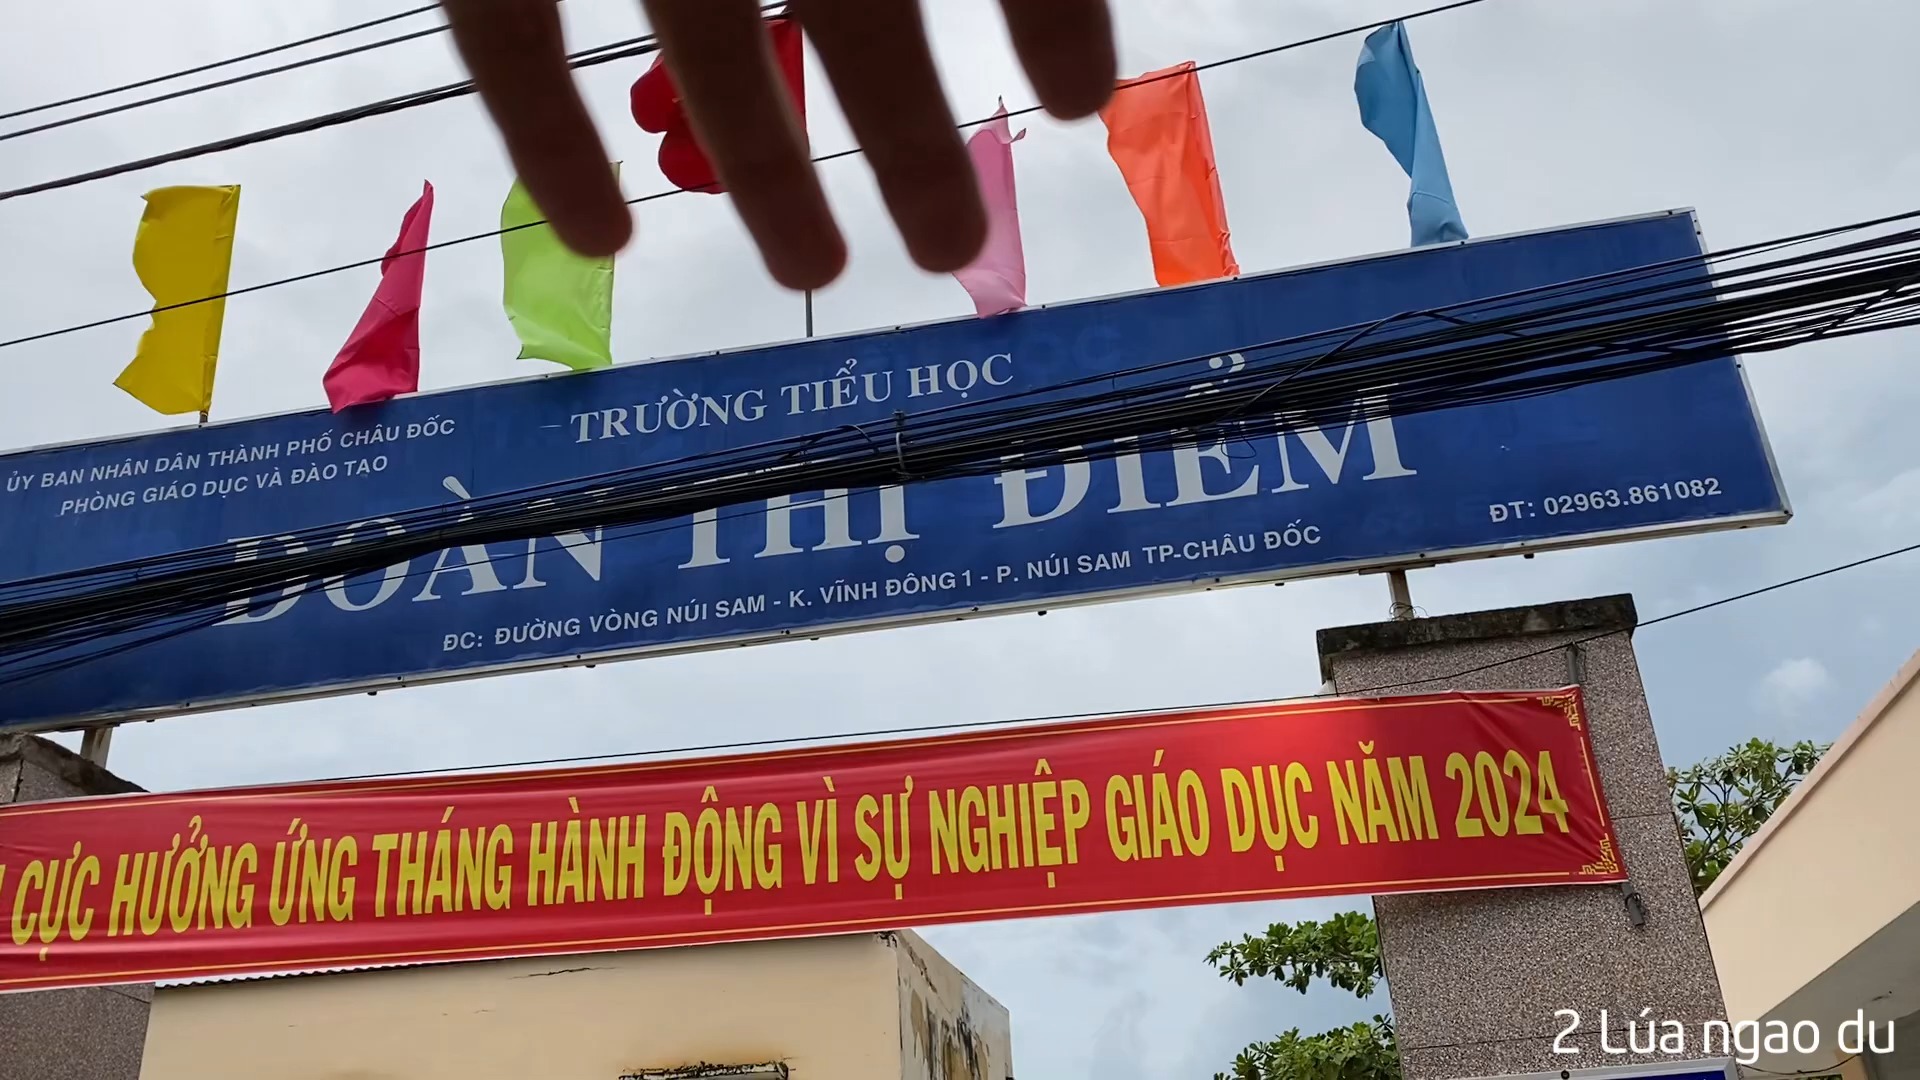 ỦY BAN NHÂN DÂN THÀNH PHỐ CHÂU ĐỐC
PHÒNG GIÁO DỤC VÀ ĐÀO TẠO
TRƯỜNG TIỂU HỌC
ĐOÀN THỊ ĐIỂM
ĐC: ĐƯỜNG VÒNG NÚI SAM - K. VĨNH ĐÔNG 1 - P. NÚI SAM TP-CHÂU ĐỐC
ĐT: 02963.861082
CỰC HƯỞNG ỨNG THÁNG HÀNH ĐỘNG VÌ SỰ NGHIỆP GIÁO DỤC NĂM 2024
2 Lúa ngao du